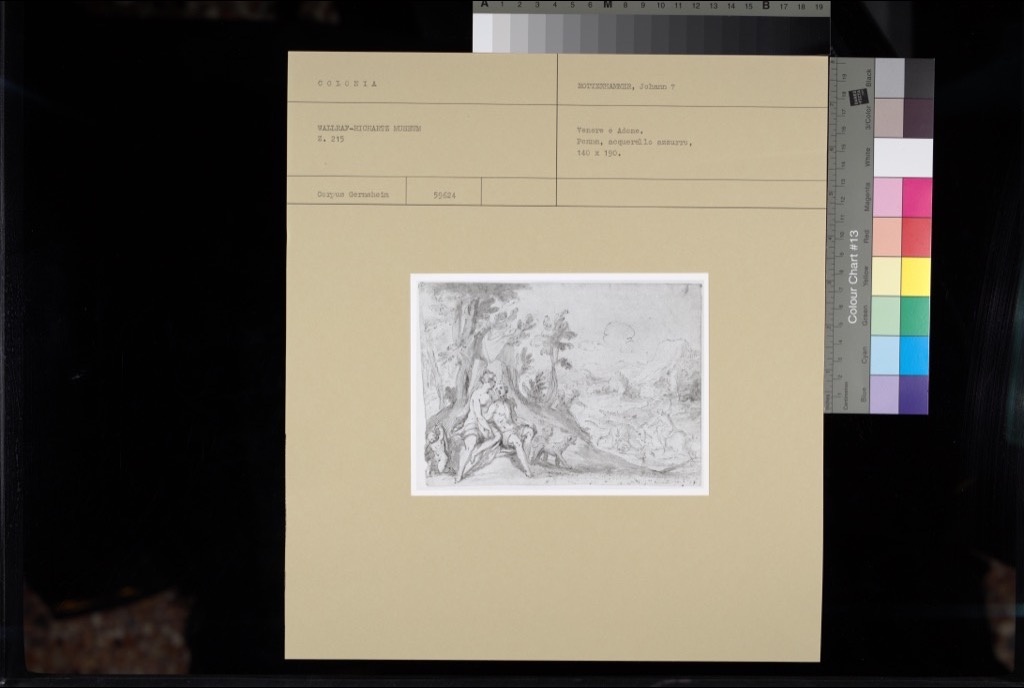 A 1 2 3 4 5 6 M 8 9 10 11 12 13 14 15 B 17 18 19
COLONIA
ROTTENHAMMER, Johann ?
WALLRAF-RICHARTZ MUSEUM
Z. 215
Venere e Adone.
Penna, acquerello azzurro,
140 x 190.
Corpus Gernsheim
55624
Colour Chart #13
Black
3/Color
White
Magenta
Red
Yellow
Green
Cyan
Blue
Centimetres